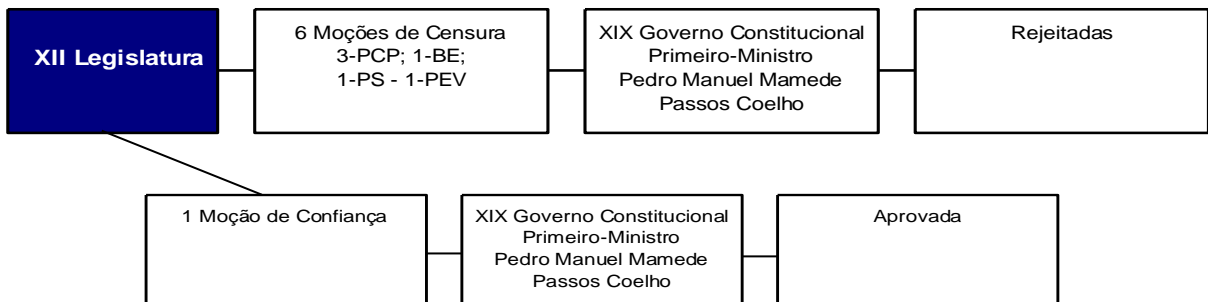 XII Legislatura
6 Moções de Censura
3-PCP; 1-BE;
1-PS - 1-PEV
XIX Governo Constitucional
Primeiro-Ministro
Pedro Manuel Mamede
Passos Coelho
Rejeitadas
1 Moção de Confiança
XIX Governo Constitucional
Primeiro-Ministro
Pedro Manuel Mamede
Passos Coelho
Aprovada